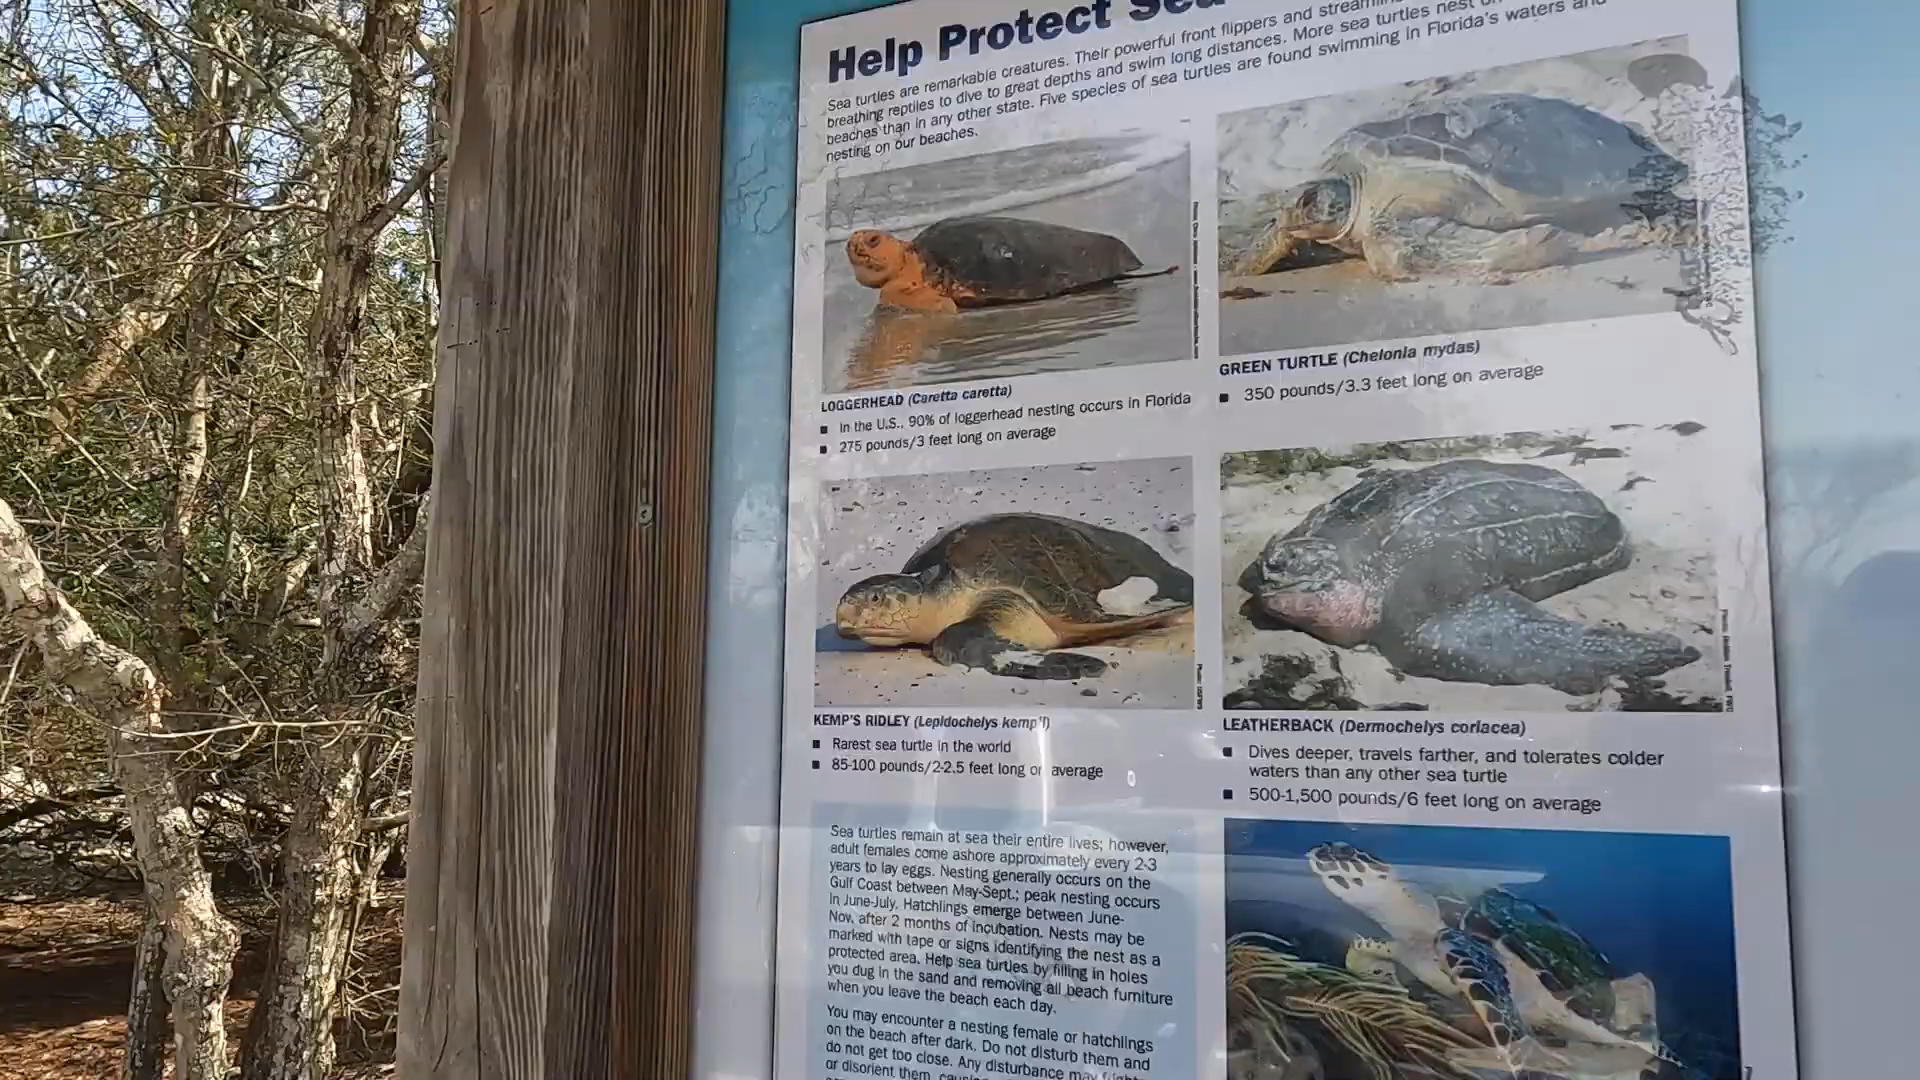 Help Protect Sea
Sea turtles are remarkable creatures. Their powerful front flippers and
breathing reptiles to dive to great depths and swim long distances. More sea turtles nest
beaches than in any other state. Five species of sea turtles are found swimming in Florida's waters and
nesting on our beaches.
LOGGERHEAD (Caretta caretta)
■ In the U.S., 90% of loggerhead nesting occurs in Florida
■ 275 pounds/3 feet long on average
GREEN TURTLE (Chelonia mydas)
■ 350 pounds/3.3 feet long on average
KEMP'S RIDLEY (Lepidochelys kempii)
■ Rarest sea turtle in the world
■ 85-100 pounds/2-2.5 feet long on average
LEATHERBACK (Dermochelys coriacea)
■ Dives deeper, travels farther, and tolerates colder
waters than any other sea turtle
■ 500-1,500 pounds/6 feet long on average
Sea turtles remain at sea their entire lives; however,
adult females come ashore approximately every 2-3
years to lay eggs. Nesting generally occurs on the
Gulf Coast between May-Sept.; peak nesting occurs
in June-July. Hatchlings emerge between June-
Nov. after 2 months of incubation. Nests may be
marked with tape or signs identifying the nest as a
protected area. Help sea turtles by filling in holes
you dug in the sand and removing all beach furniture
when you leave the beach each day.
You may encounter a nesting female or hatchlings
on the beach after dark. Do not disturb them and
do not get too close. Any disturbance may
or disorient them,